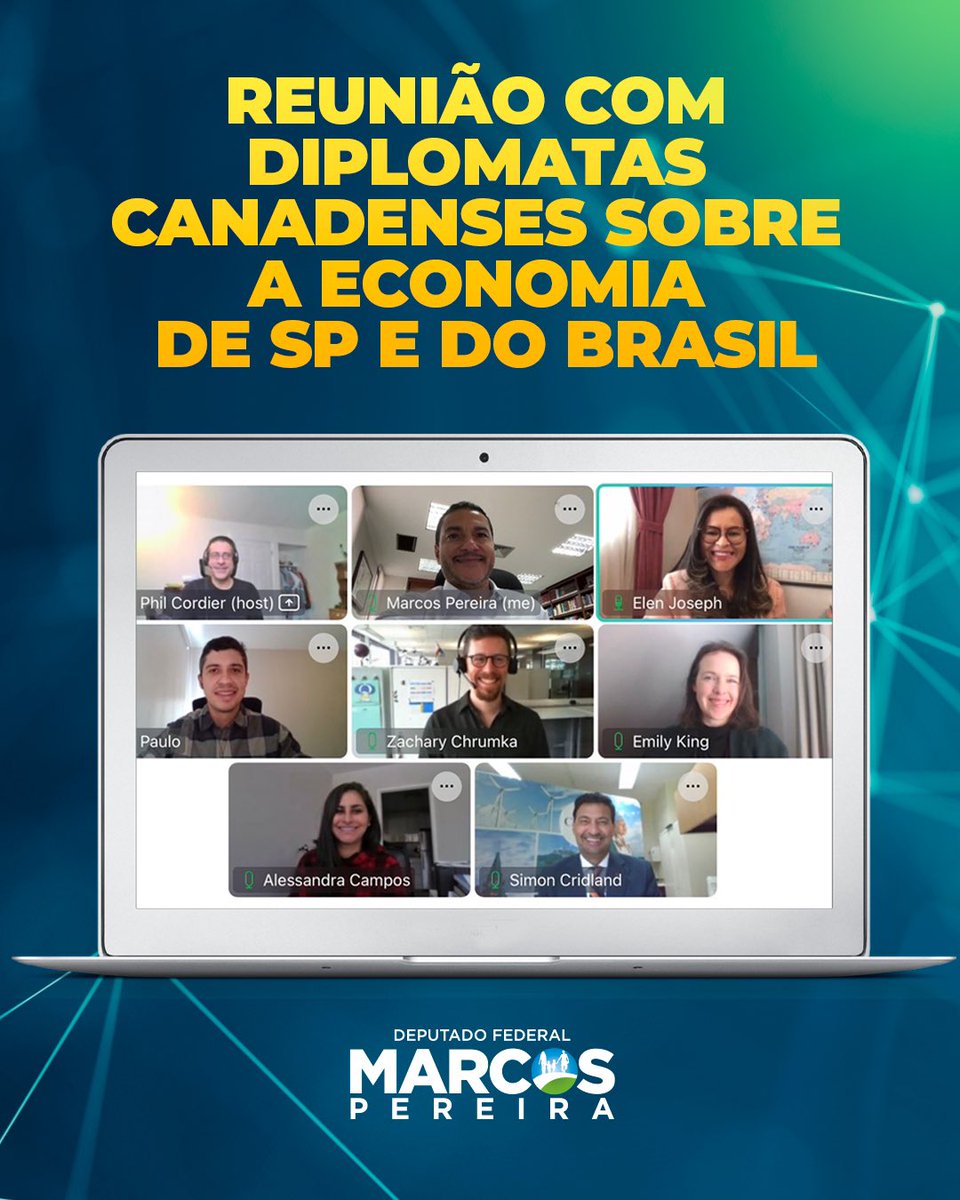 REUNIÃO COM
DIPLOMATAS
CANADENSES SOBRE
A ECONOMIA
DE SP E DO BRASIL
Phil Cordier (host)
Marcos Pereira (me)
Elen Joseph
Paulo
Zachary Chrumka
Emily King
Alessandra Campos
Simon Cridland
DEPUTADO FEDERAL
MARCOS
PEREIRA